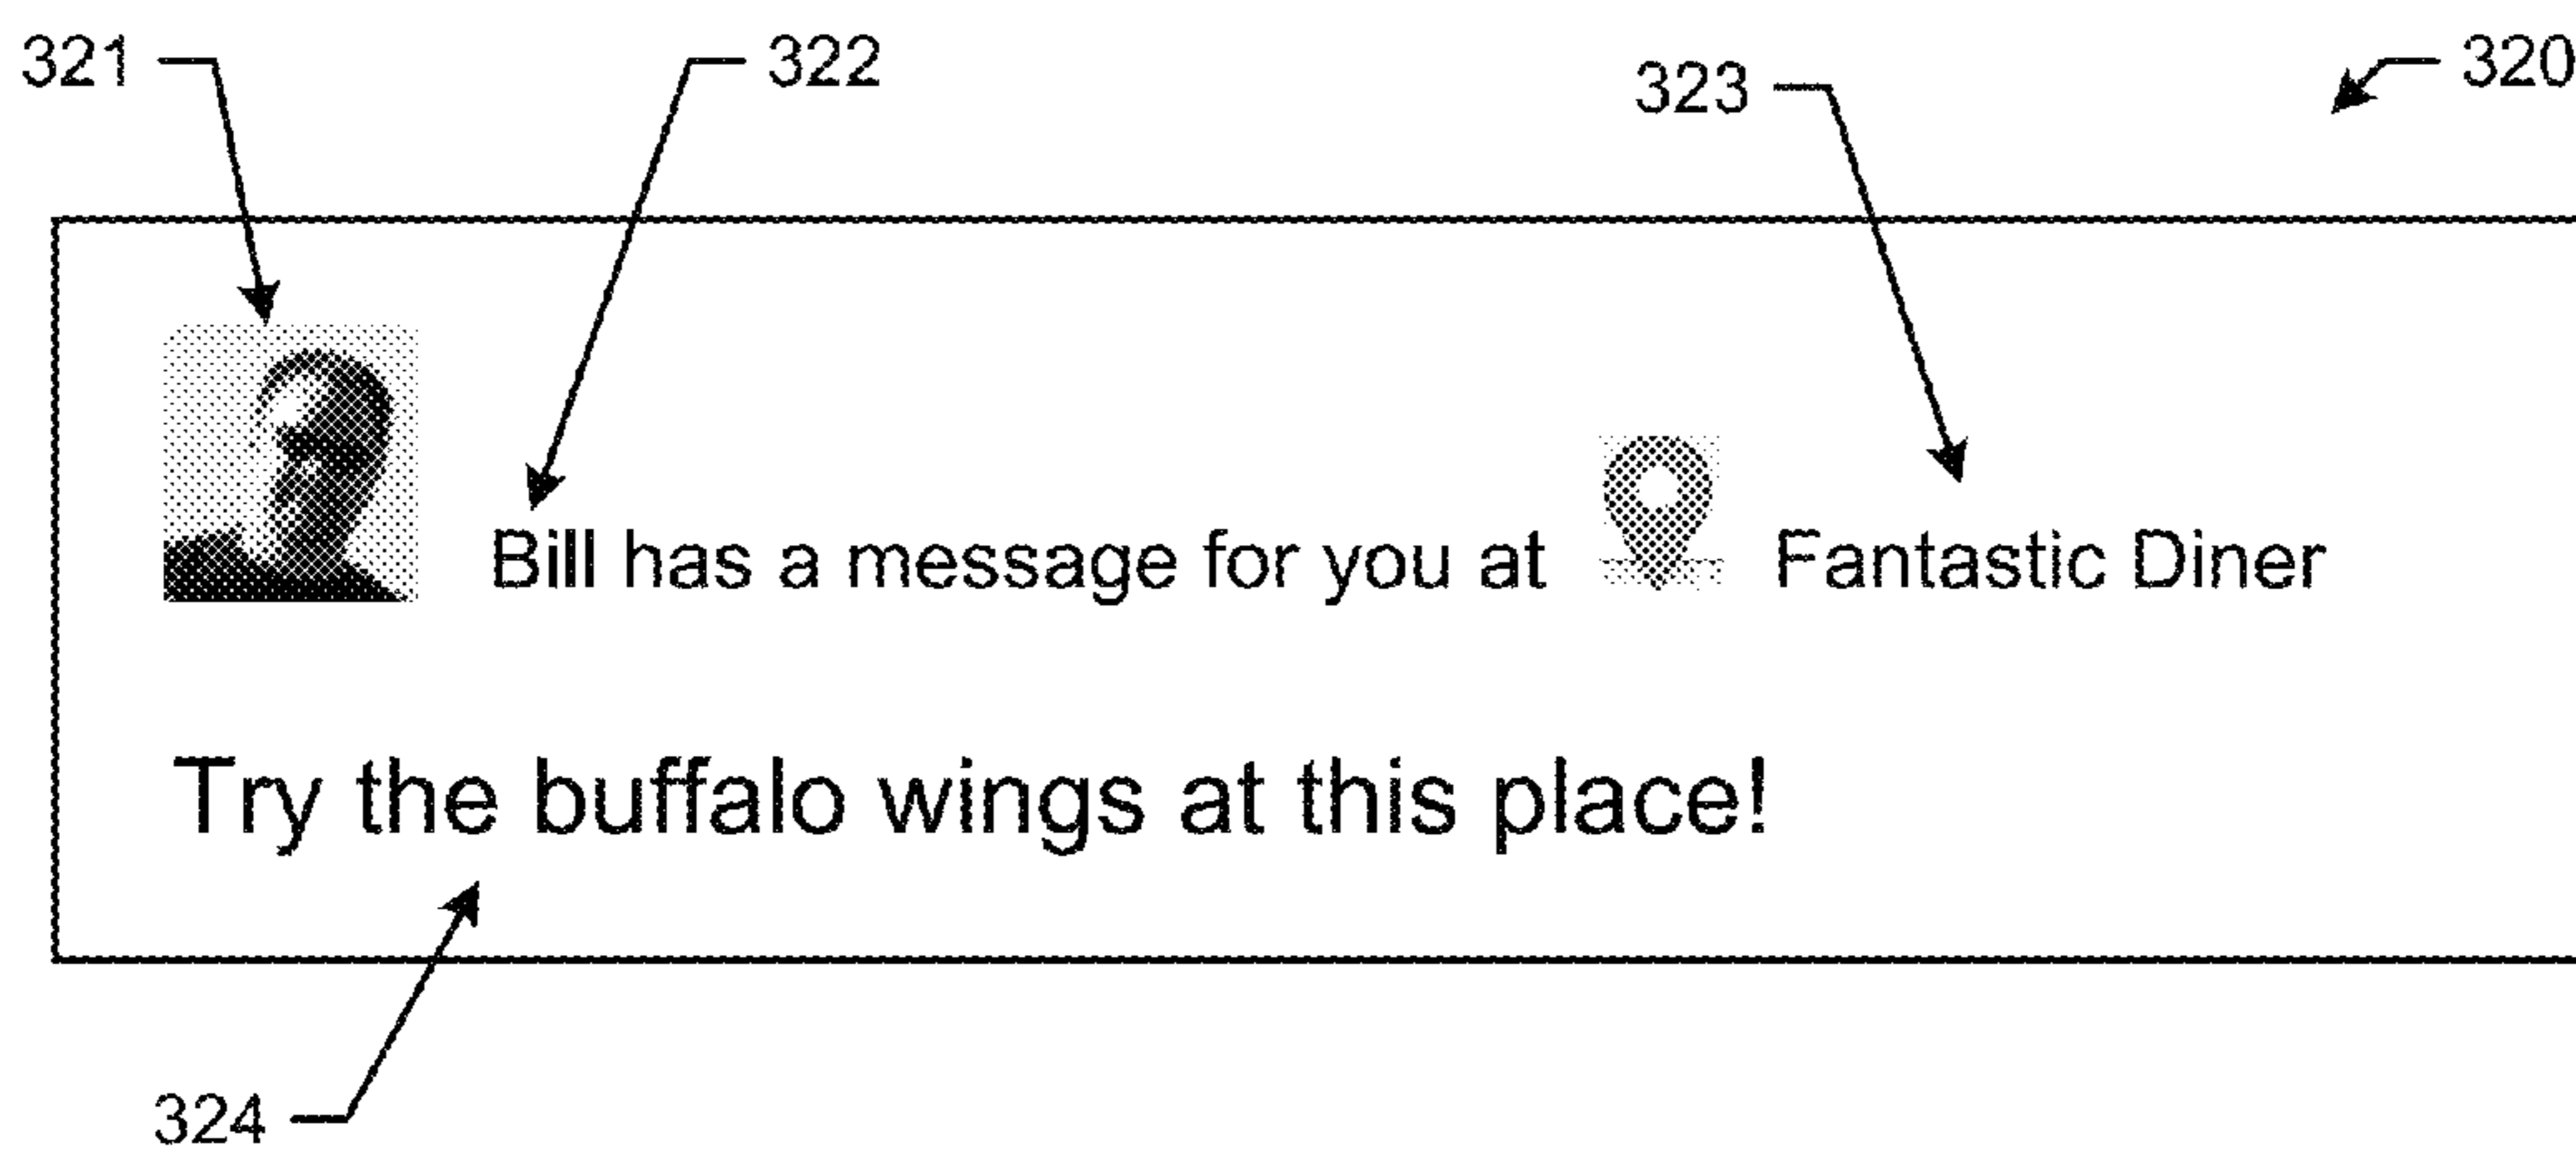 321 322 323 320
Bill has a message for you at Fantastic Diner
Try the buffalo wings at this place!
324